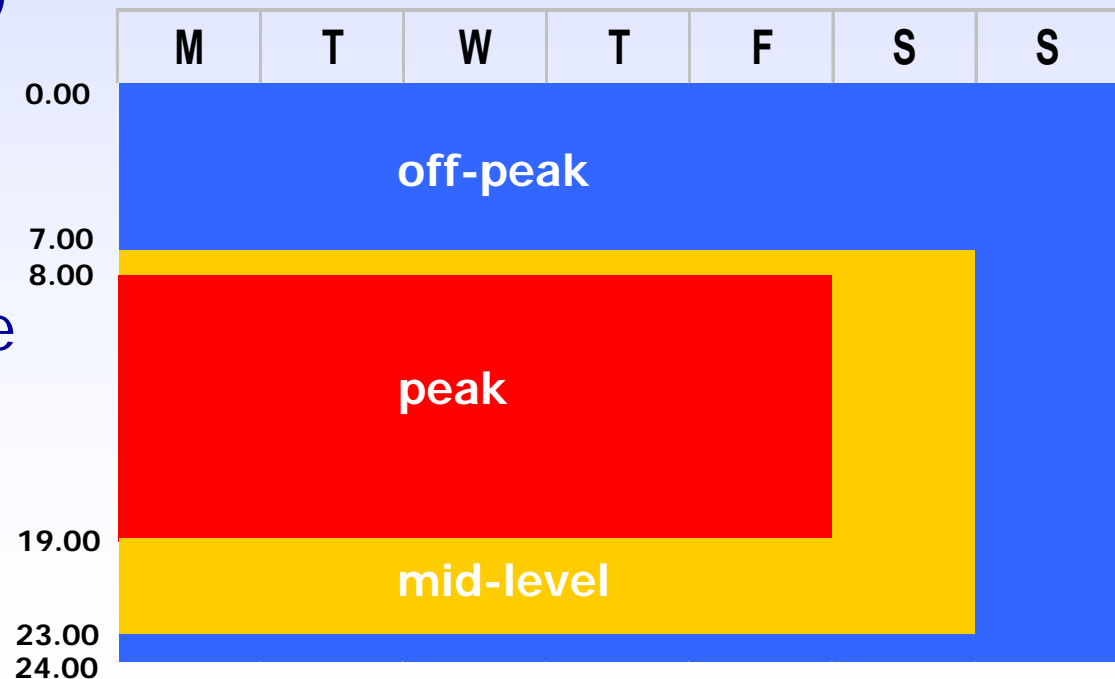 )
M T W T F S S
0.00
off-peak
7.00
8.00
e
peak
19.00
mid-level
23.00
24.00